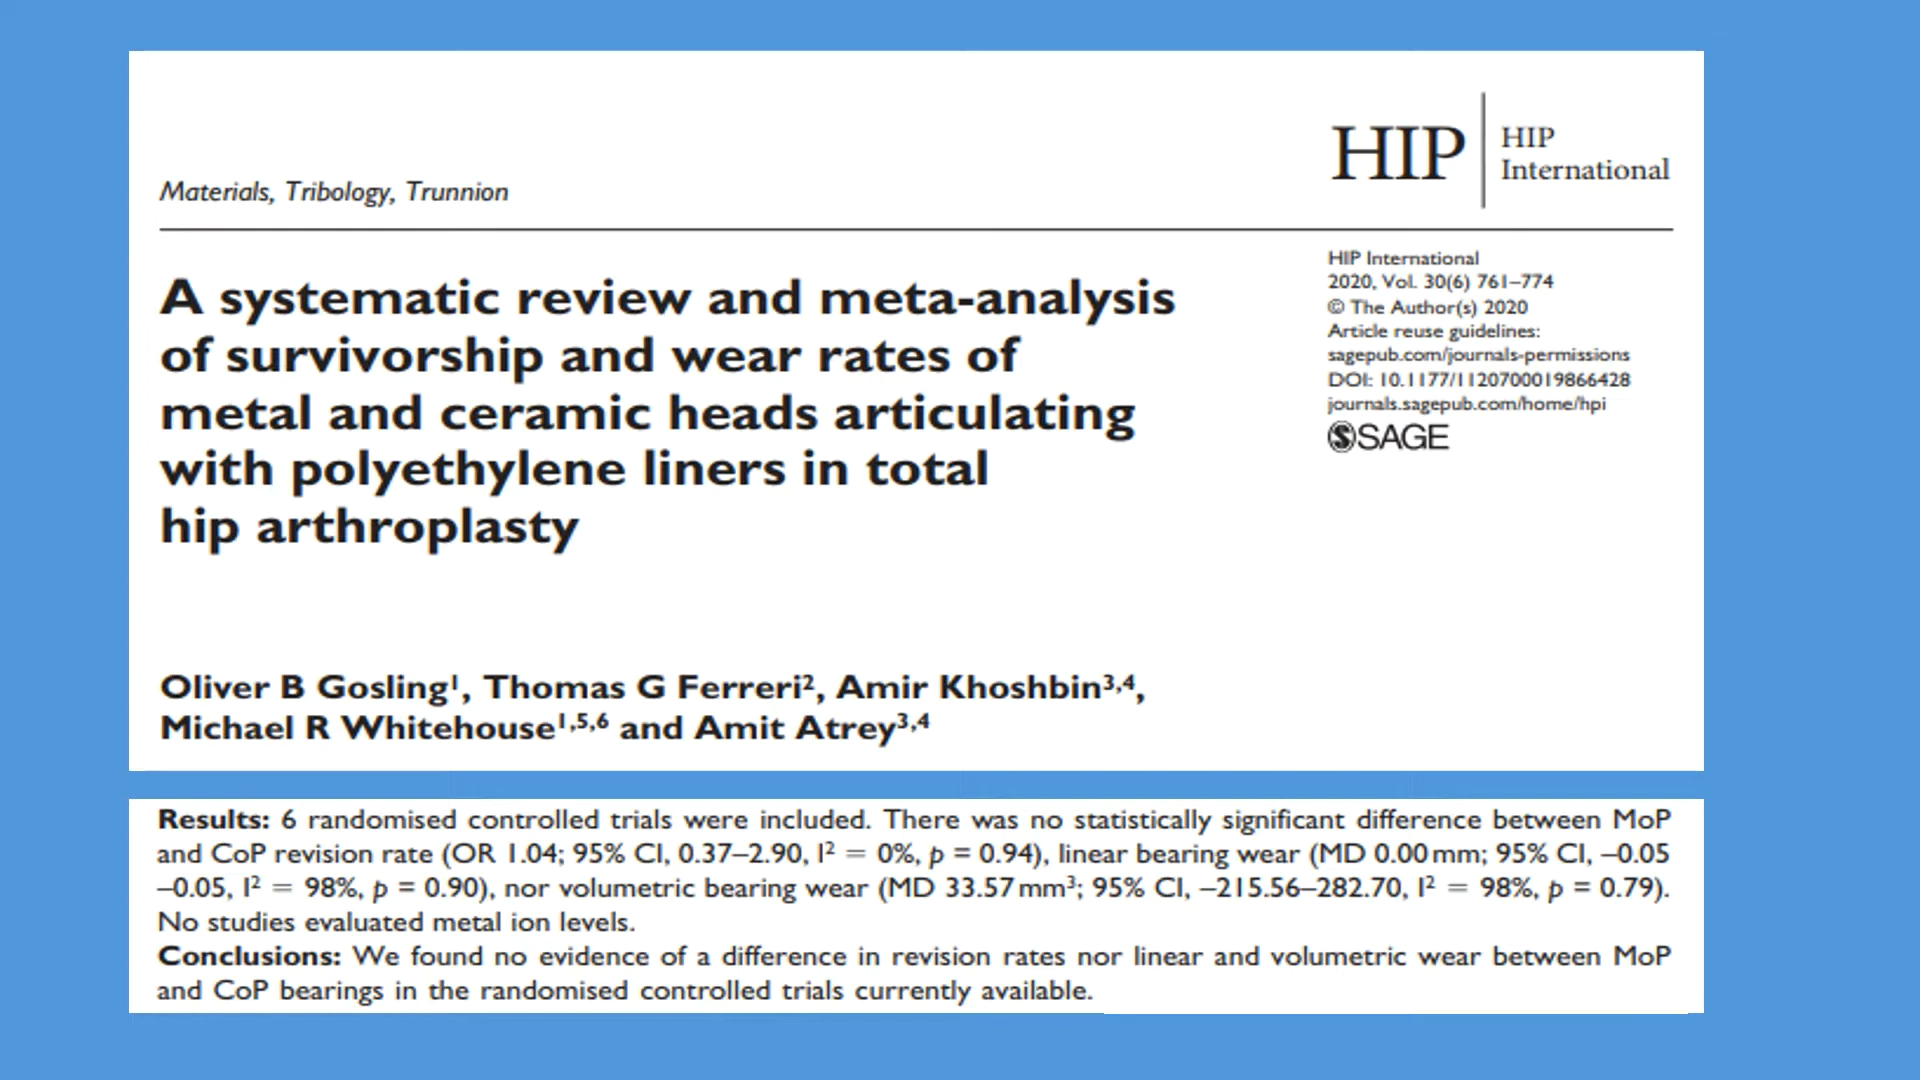 HIP
HIP
International
Materials, Tribology, Trunnion
HIP International
2020, Vol. 30(6) 761–774
© The Author(s) 2020
Article reuse guidelines:
sagepub.com/journals-permissions
DOI: 10.1177/1120700019866428
journals.sagepub.com/home/hpi
SAGE
A systematic review and meta-analysis
of survivorship and wear rates of
metal and ceramic heads articulating
with polyethylene liners in total
hip arthroplasty
Oliver B Gosling¹, Thomas G Ferreri², Amir Khoshbin³,⁴,
Michael R Whitehouse¹,⁵,⁶ and Amit Atrey³,⁴
Results: 6 randomised controlled trials were included. There was no statistically significant difference between MoP
and CoP revision rate (OR 1.04; 95% CI, 0.37–2.90, I² = 0%, p = 0.94), linear bearing wear (MD 0.00 mm; 95% CI, –0.05
–0.05, I² = 98%, p = 0.90), nor volumetric bearing wear (MD 33.57 mm³; 95% CI, –215.56–282.70, I² = 98%, p = 0.79).
No studies evaluated metal ion levels.
Conclusions: We found no evidence of a difference in revision rates nor linear and volumetric wear between MoP
and CoP bearings in the randomised controlled trials currently available.